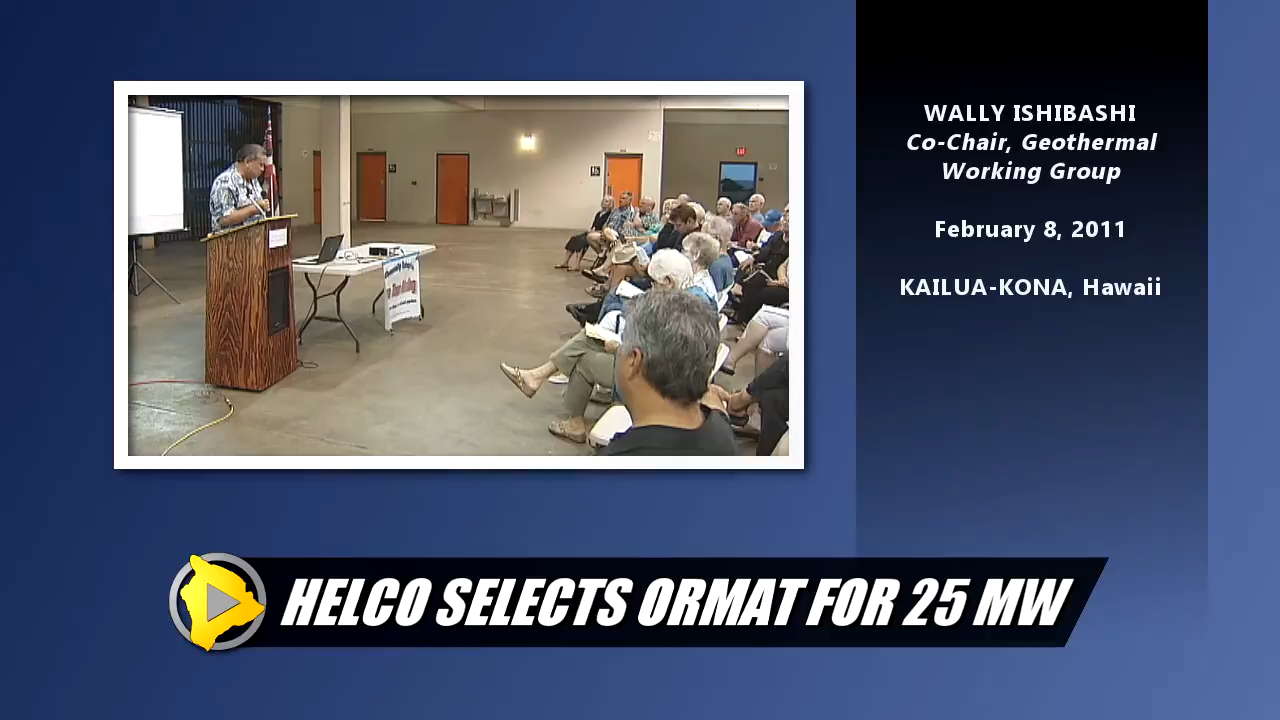 WALLY ISHIBASHI
Co-Chair, Geothermal
Working Group
February 8, 2011
KAILUA-KONA, Hawaii
HELCO SELECTS ORMAT FOR 25 MW